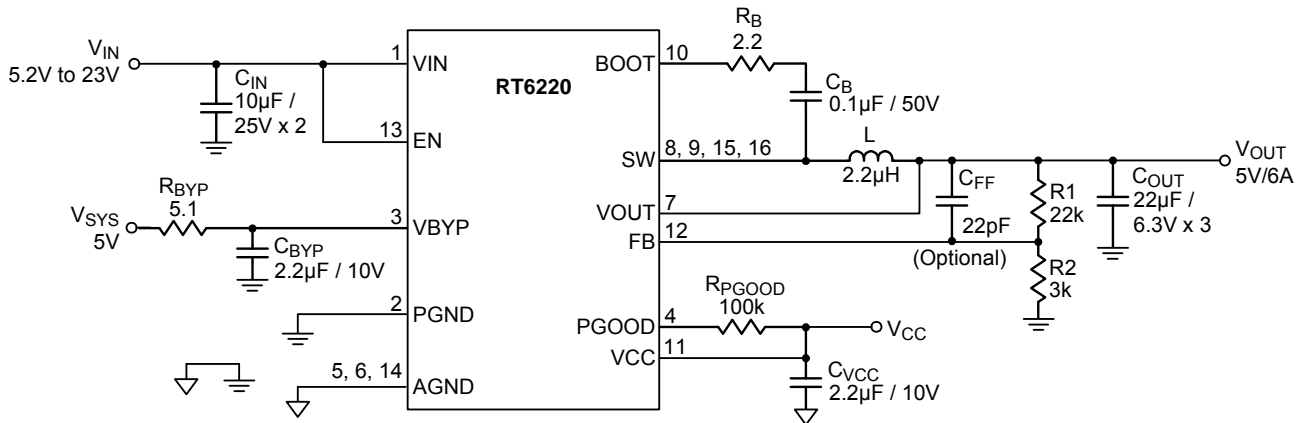 V_IN
5.2V to 23V
C_IN
10µF /
25V x 2
1
VIN
13
EN
V_SYS
5V
R_BYP
5.1
3
VBYP
C_BYP
2.2µF / 10V
2
PGND
5, 6, 14
AGND
RT6220
BOOT
10
R_B
2.2
C_B
0.1µF / 50V
SW
8, 9, 15, 16
L
2.2µH
VOUT
7
FB
12
C_FF
22pF
(Optional)
R1
22k
R2
3k
C_OUT
22µF /
6.3V x 3
V_OUT
5V/6A
PGOOD
4
R_PGOOD
100k
V_CC
VCC
11
C_VCC
2.2µF / 10V